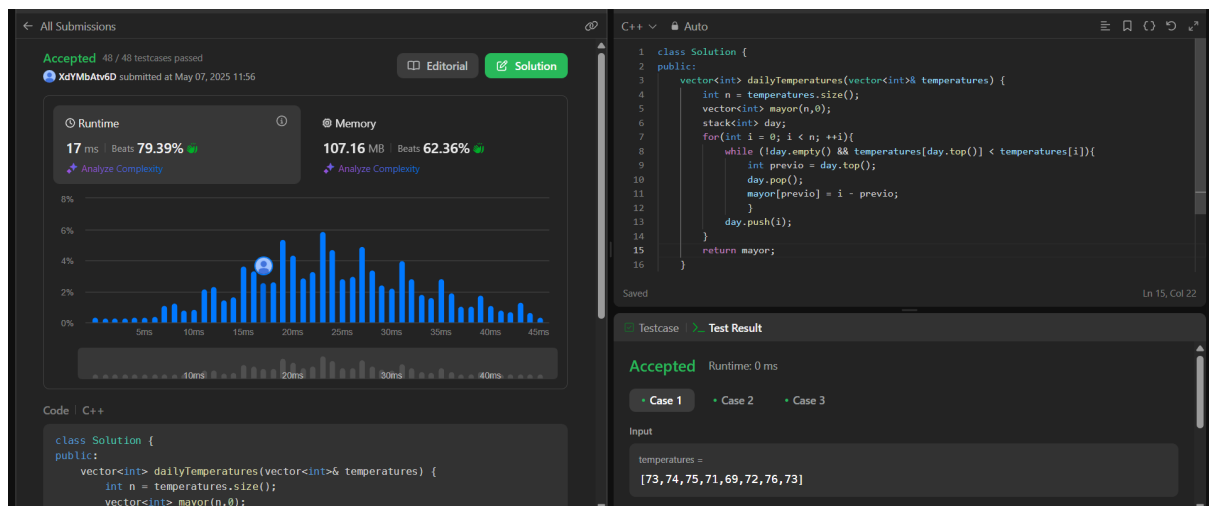 All Submissions
Accepted 48 / 48 testcases passed
XdYMbAtv6D submitted at May 07, 2025 11:56
Editorial
Solution
Runtime
17 ms | Beats 79.39%
Analyze Complexity
Memory
107.16 MB | Beats 62.36%
Analyze Complexity
8%
6%
4%
2%
0%
5ms 10ms 15ms 20ms 25ms 30ms 35ms 40ms 45ms
10ms 20ms 30ms 40ms
Code | C++
class Solution {
public:
    vector<int> dailyTemperatures(vector<int>& temperatures) {
        int n = temperatures.size();
        vector<int> mayor(n,0);
C++ Auto
1 class Solution {
2 public:
3     vector<int> dailyTemperatures(vector<int>& temperatures) {
4         int n = temperatures.size();
5         vector<int> mayor(n,0);
6         stack<int> day;
7         for(int i = 0; i < n; ++i){
8             while (!day.empty() && temperatures[day.top()] < temperatures[i]){
9                 int previo = day.top();
10                 day.pop();
11                 mayor[previo] = i - previo;
12                 }
13             day.push(i);
14         }
15         return mayor;
16     }
Saved
Ln 15, Col 22
Testcase | Test Result
Accepted Runtime: 0 ms
Case 1 Case 2 Case 3
Input
temperatures =
[73,74,75,71,69,72,76,73]